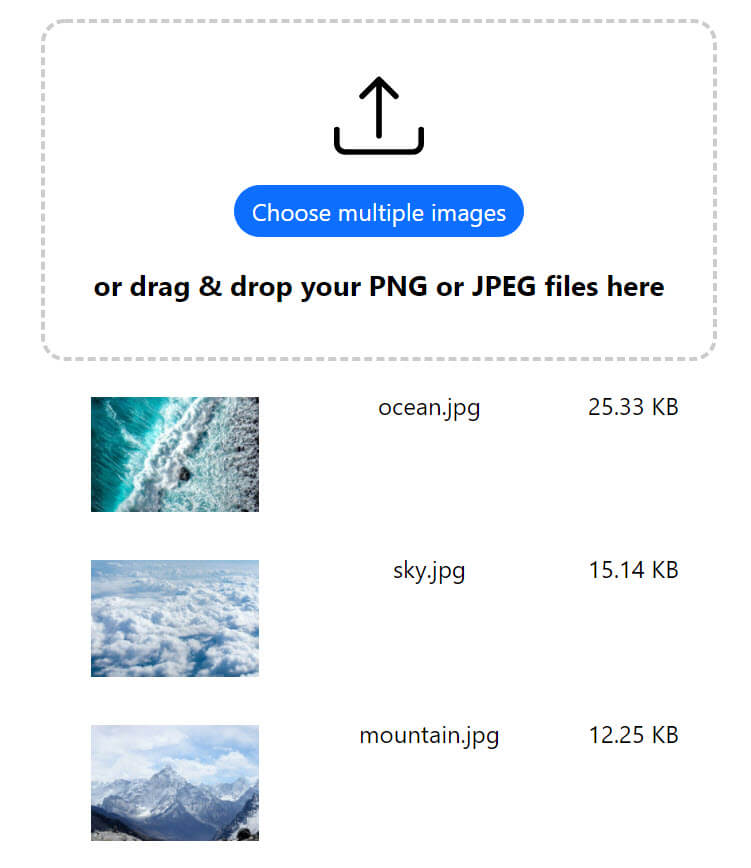 Choose multiple images
or drag & drop your PNG or JPEG files here
ocean.jpg 25.33 KB
sky.jpg 15.14 KB
mountain.jpg 12.25 KB